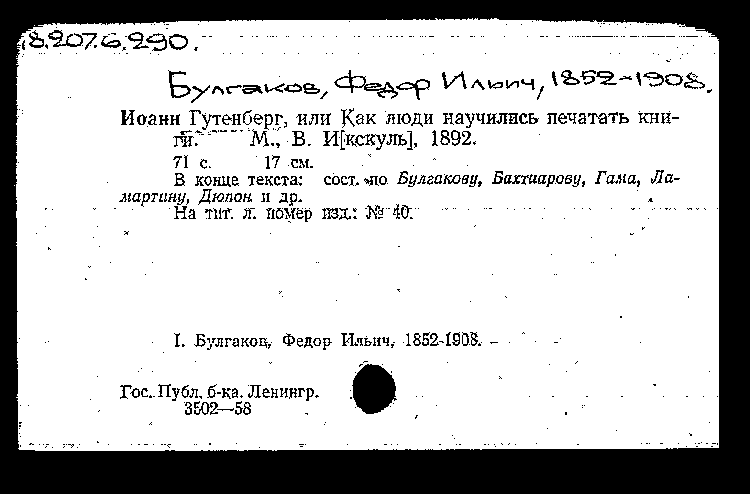 18.207.6.290.
Булгаков, Федор Ильич, 1852-1908.
Иоанн Гутенберг, или Как люди научились печатать кни-
ги. М., В. И[кскуль], 1892.
71 с. 17 см.
В конце текста: сост. по Булгакову, Бахтиарову, Гама, Ла-
мартину, Дюпон и др.
На тит. л. номер изд.: № 40.
I. Булгаков, Федор Ильич, 1852-1908.
Гос. Публ. б-ка. Ленингр.
3502—58